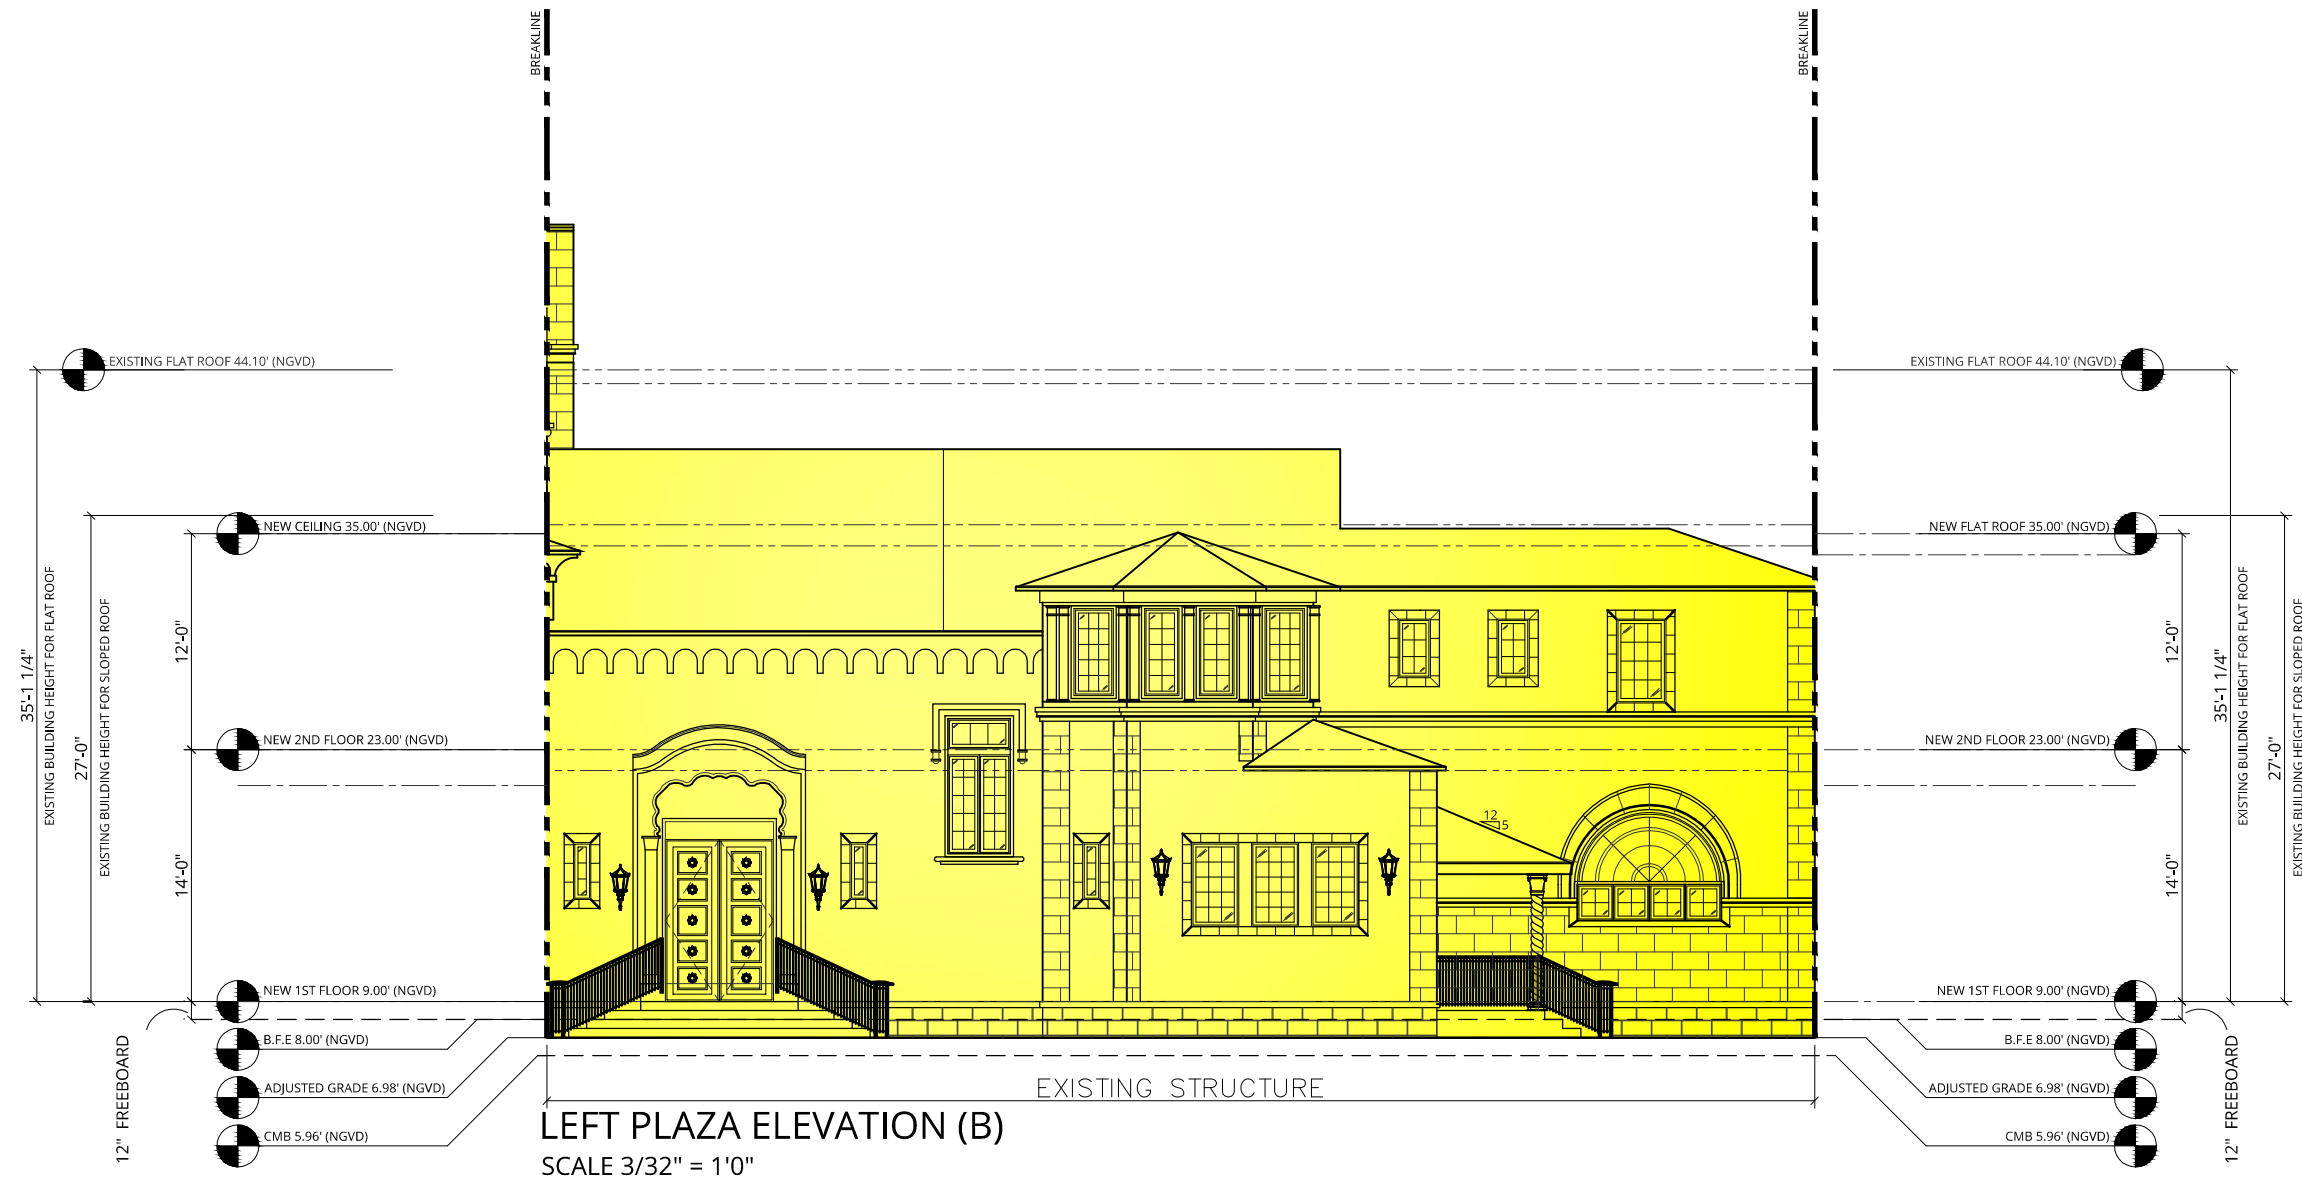 BREAKLINE
BREAKLINE
EXISTING FLAT ROOF 44.10' (NGVD)
EXISTING FLAT ROOF 44.10' (NGVD)
NEW CEILING 35.00' (NGVD)
NEW FLAT ROOF 35.00' (NGVD)
35'-1 1/4"
EXISTING BUILDING HEIGHT FOR FLAT ROOF
27'-0"
EXISTING BUILDING HEIGHT FOR SLOPED ROOF
12'-0"
12'-0"
35'-1 1/4"
EXISTING BUILDING HEIGHT FOR FLAT ROOF
27'-0"
EXISTING BUILDING HEIGHT FOR SLOPED ROOF
NEW 2ND FLOOR 23.00' (NGVD)
NEW 2ND FLOOR 23.00' (NGVD)
12
5
14'-0"
14'-0"
NEW 1ST FLOOR 9.00' (NGVD)
NEW 1ST FLOOR 9.00' (NGVD)
12" FREEBOARD
B.F.E 8.00' (NGVD)
B.F.E 8.00' (NGVD)
12" FREEBOARD
ADJUSTED GRADE 6.98' (NGVD)
ADJUSTED GRADE 6.98' (NGVD)
CMB 5.96' (NGVD)
CMB 5.96' (NGVD)
EXISTING STRUCTURE
LEFT PLAZA ELEVATION (B)
SCALE 3/32" = 1'0"